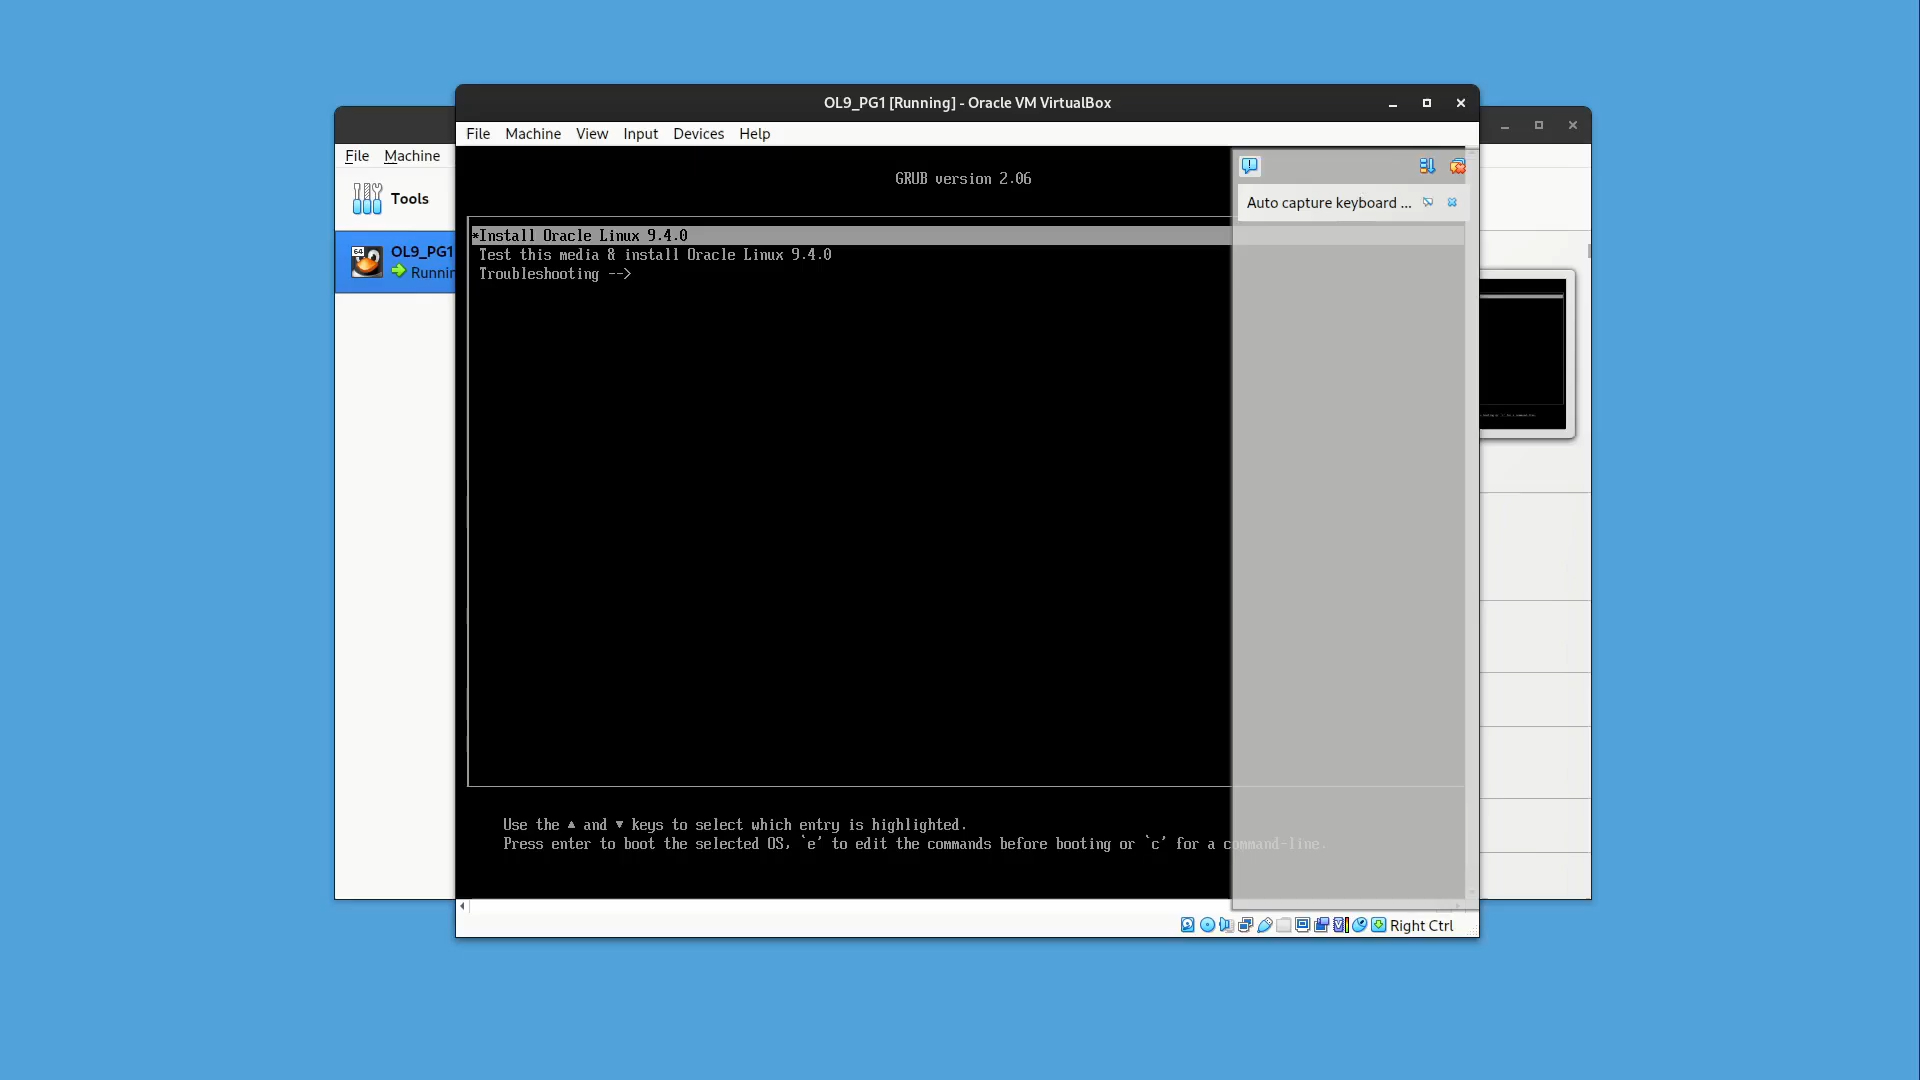 OL9_PG1 [Running] - Oracle VM VirtualBox
File Machine View Input Devices Help
File Machine
Tools
64
OL9_PG1
Runnin
GRUB version 2.06
Auto capture keyboard ...
*Install Oracle Linux 9.4.0
Test this media & install Oracle Linux 9.4.0
Troubleshooting -->
Use the ▲ and ▼ keys to select which entry is highlighted.
Press enter to boot the selected OS, `e' to edit the commands before booting or `c' for a command-line.
Right Ctrl